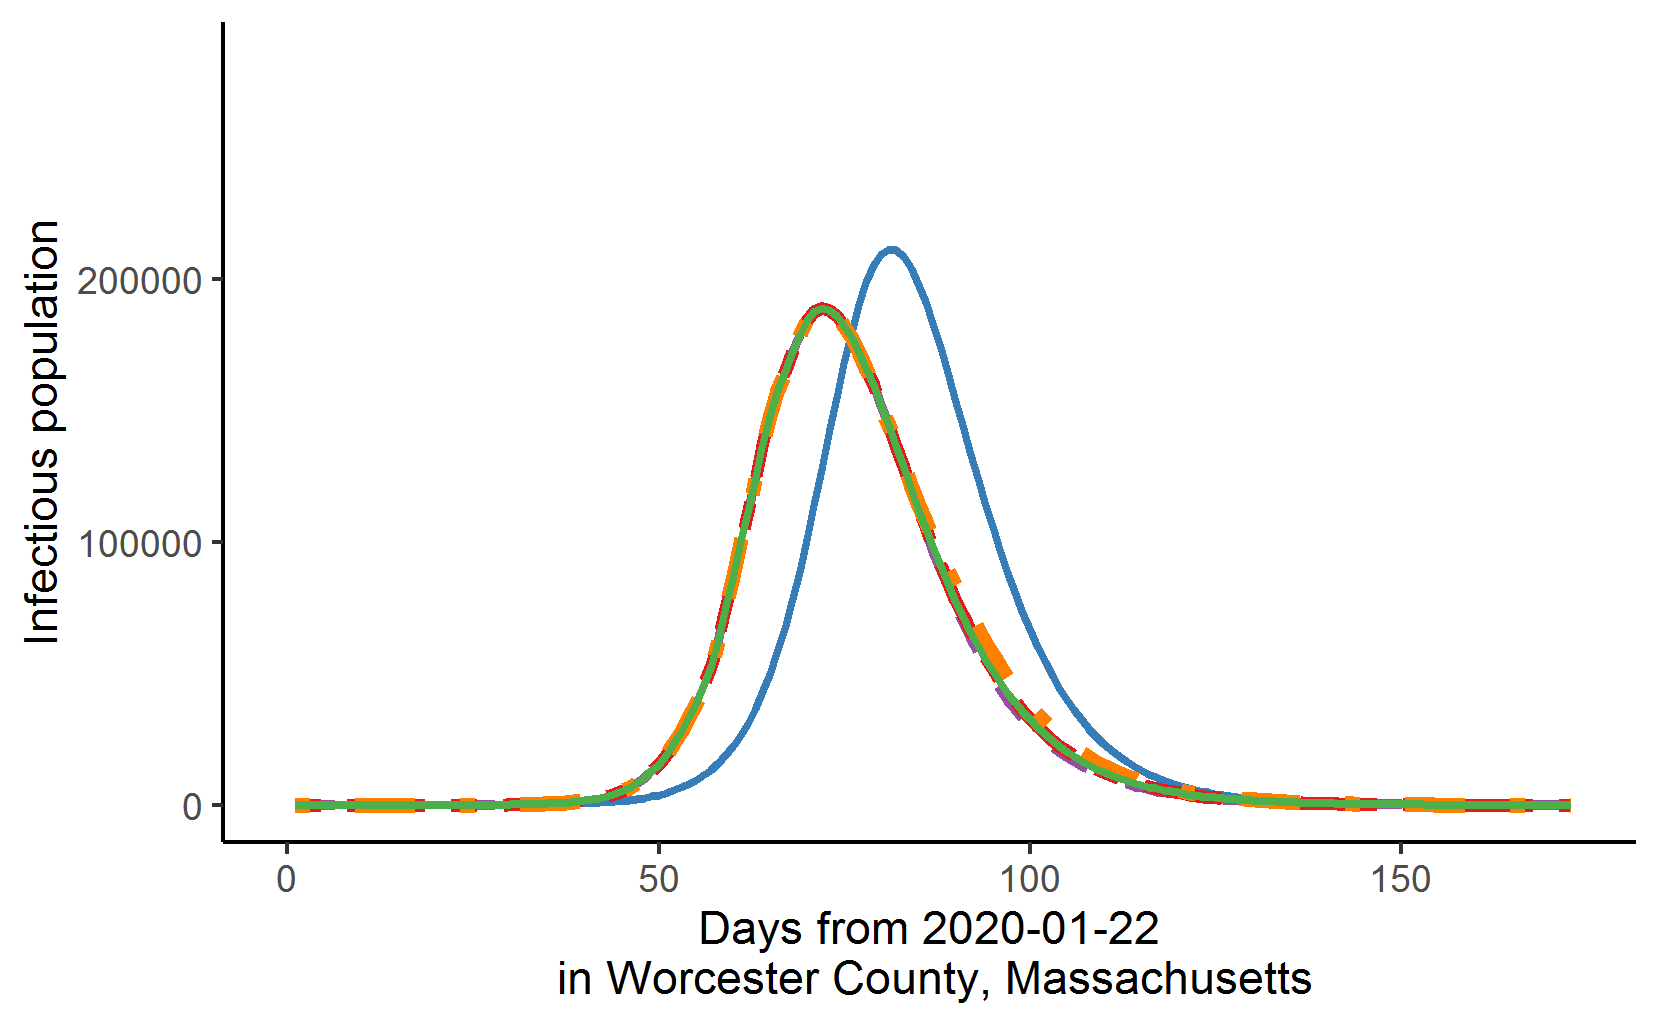 Infectious population
200000
100000
0
0 50 100 150
Days from 2020-01-22
in Worcester County, Massachusetts